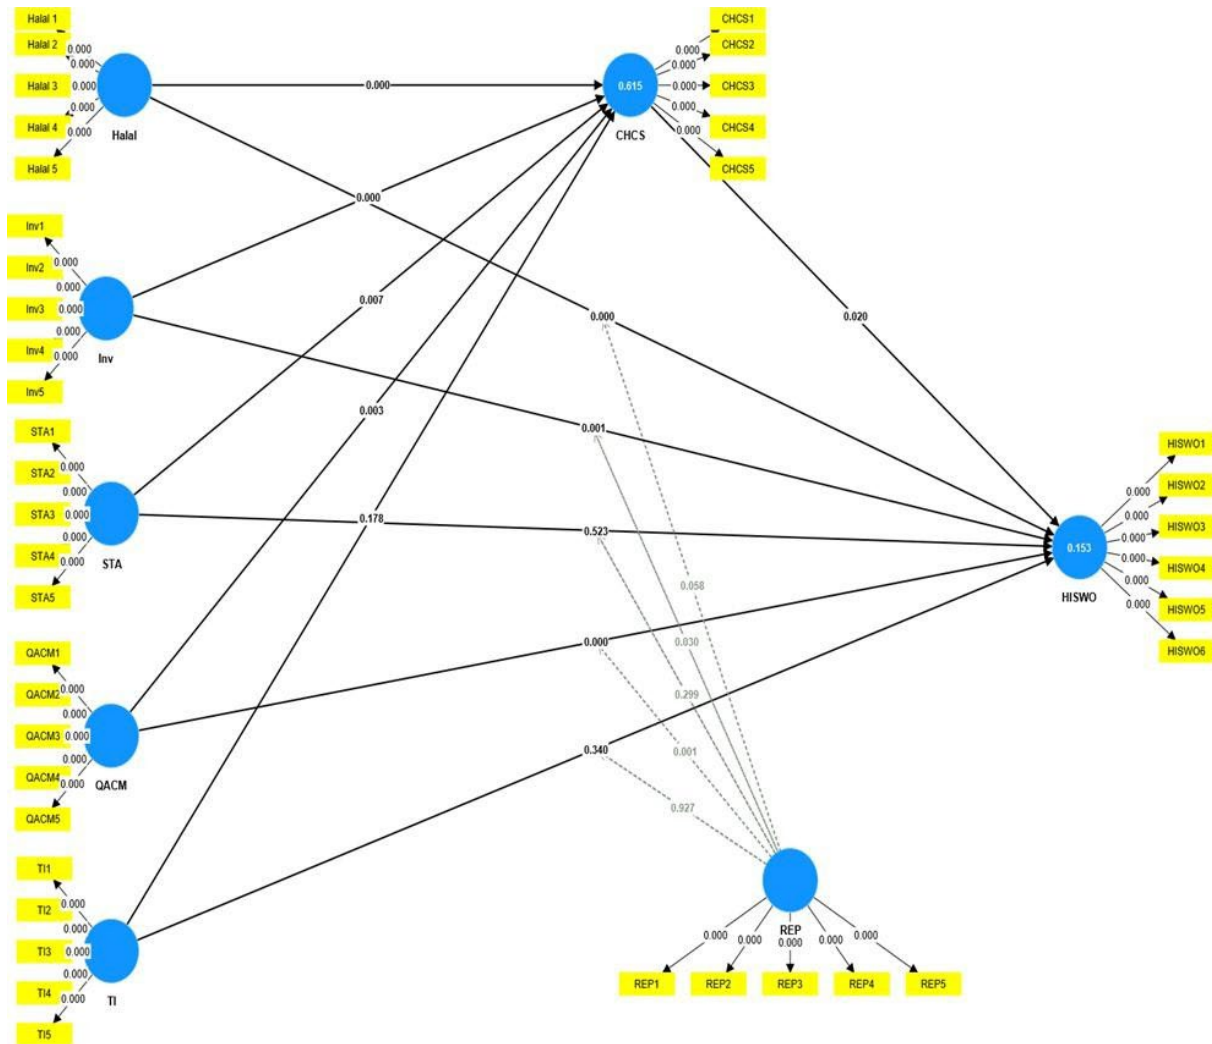 Halal 1
Halal 2
Halal 3
Halal 4
Halal 5
0.000
0.000
0.000
0.000
0.000
Halal
0.000
0.615
CHCS
CHCS1
CHCS2
CHCS3
CHCS4
CHCS5
0.000
0.000
0.000
0.000
0.000
Inv1
Inv2
Inv3
Inv4
Inv5
0.000
0.000
0.000
0.000
0.000
Inv
0.000
0.000
0.020
STA1
STA2
STA3
STA4
STA5
0.000
0.000
0.000
0.000
0.000
STA
0.007
0.003
0.001
0.178
0.523
0.153
HISWO
HISWO1
HISWO2
HISWO3
HISWO4
HISWO5
HISWO6
0.000
0.000
0.000
0.000
0.000
0.000
QACM1
QACM2
QACM3
QACM4
QACM5
0.000
0.000
0.000
0.000
0.000
QACM
0.000
0.340
0.058
0.030
0.299
0.001
0.927
TI1
TI2
TI3
TI4
TI5
0.000
0.000
0.000
0.000
0.000
TI
REP
0.000
0.000
0.000
0.000
0.000
REP1
REP2
REP3
REP4
REP5